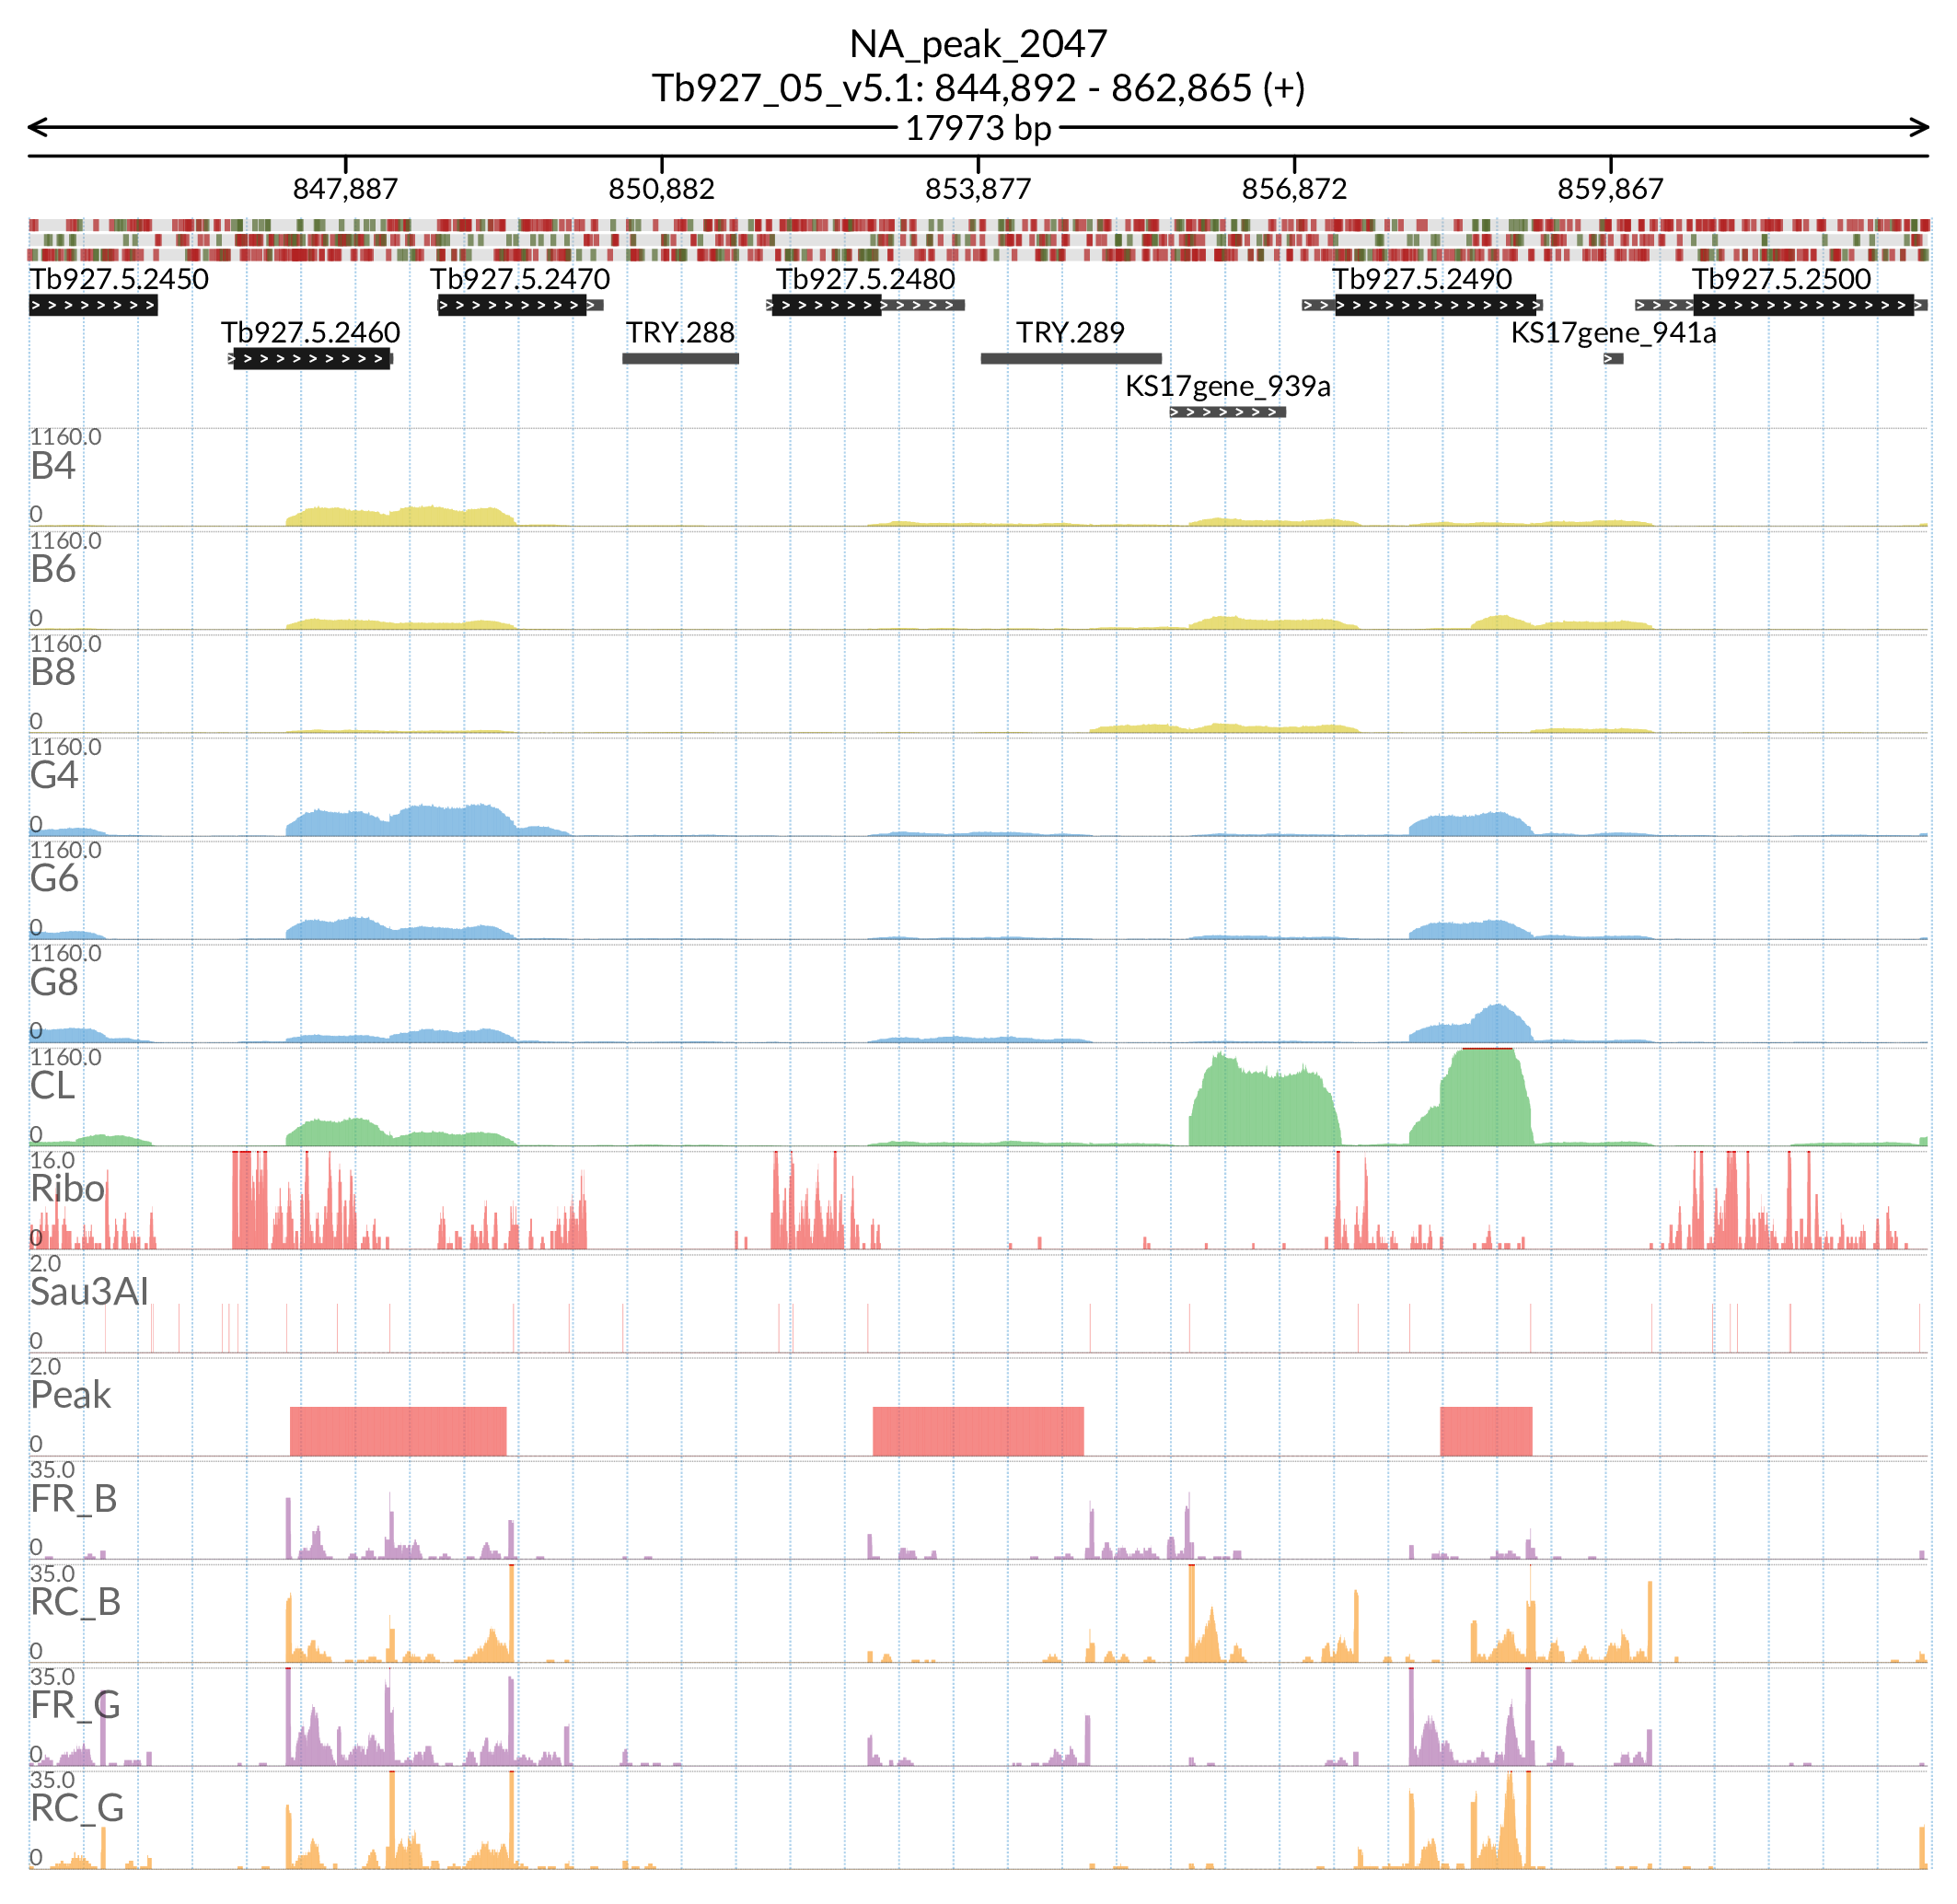 NA_peak_2047
Tb927_05_v5.1: 844,892 - 862,865 (+)
17973 bp
847,887 850,882 853,877 856,872 859,867
Tb927.5.2450 Tb927.5.2470 Tb927.5.2480 Tb927.5.2490 Tb927.5.2500
Tb927.5.2460 TRY.288 TRY.289 KS17gene_941a
KS17gene_939a
1160.0
B4
0
1160.0
B6
0
1160.0
B8
0
1160.0
G4
0
1160.0
G6
0
1160.0
G8
0
1160.0
CL
0
16.0
Ribo
0
2.0
Sau3AI
0
2.0
Peak
0
35.0
FR_B
0
35.0
RC_B
0
35.0
FR_G
0
35.0
RC_G
0